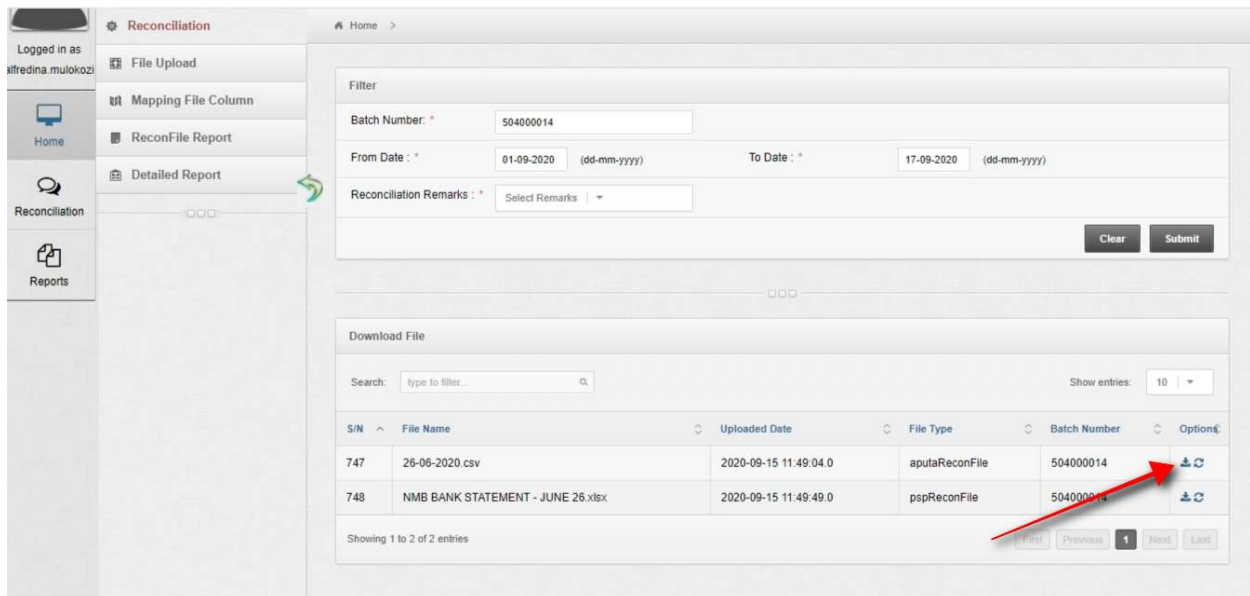 Reconciliation
Home >
Logged in as
alfredina.mulokozi
Home
Reconciliation
Reports
File Upload
Mapping File Column
ReconFile Report
Detailed Report
Filter
Batch Number: * 504000014
From Date : * 01-09-2020 (dd-mm-yyyy) To Date : * 17-09-2020 (dd-mm-yyyy)
Reconciliation Remarks : * Select Remarks
Clear Submit
Download File
Search: type to filter... Show entries: 10
S/N File Name Uploaded Date File Type Batch Number Options
747 26-06-2020.csv 2020-09-15 11:49:04.0 aputaReconFile 504000014
748 NMB BANK STATEMENT - JUNE 26.xlsx 2020-09-15 11:49:49.0 pspReconFile 504000014
Showing 1 to 2 of 2 entries First Previous 1 Next Last